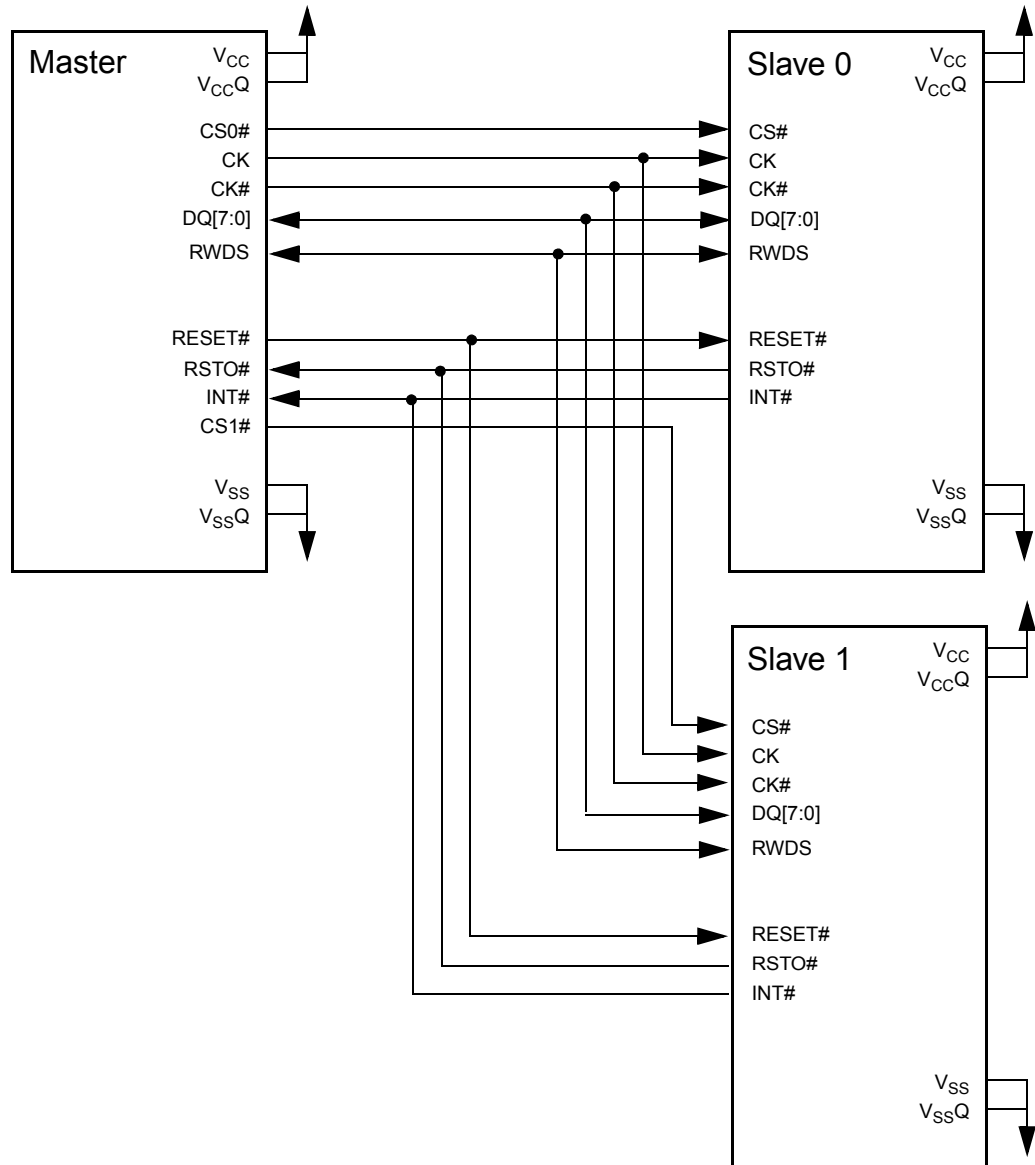 Master
VCC
VCCQ
CS0#
CK
CK#
DQ[7:0]
RWDS
RESET#
RSTO#
INT#
CS1#
VSS
VSSQ
Slave 0
VCC
VCCQ
CS#
CK
CK#
DQ[7:0]
RWDS
RESET#
RSTO#
INT#
VSS
VSSQ
Slave 1
VCC
VCCQ
CS#
CK
CK#
DQ[7:0]
RWDS
RESET#
RSTO#
INT#
VSS
VSSQ